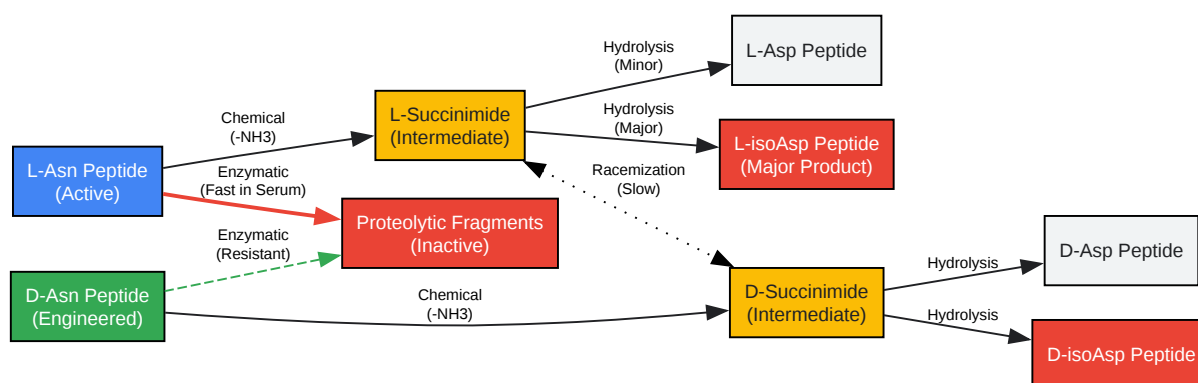 Hydrolysis
(Minor)
L-Asp Peptide
Chemical
(-NH3)
L-Succinimide
(Intermediate)
Hydrolysis
(Major)
L-isoAsp Peptide
(Major Product)
L-Asn Peptide
(Active)
Enzymatic
(Fast in Serum)
Racemization
(Slow)
Proteolytic Fragments
(Inactive)
Enzymatic
(Resistant)
D-Asp Peptide
D-Asn Peptide
(Engineered)
Chemical
(-NH3)
D-Succinimide
(Intermediate)
Hydrolysis
Hydrolysis
D-isoAsp Peptide